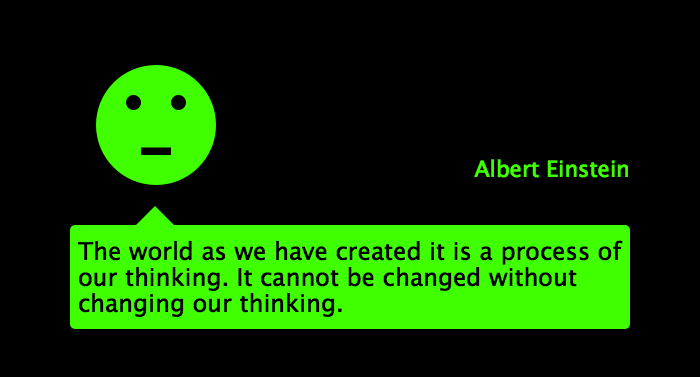 Albert Einstein
The world as we have created it is a process of
our thinking. It cannot be changed without
changing our thinking.